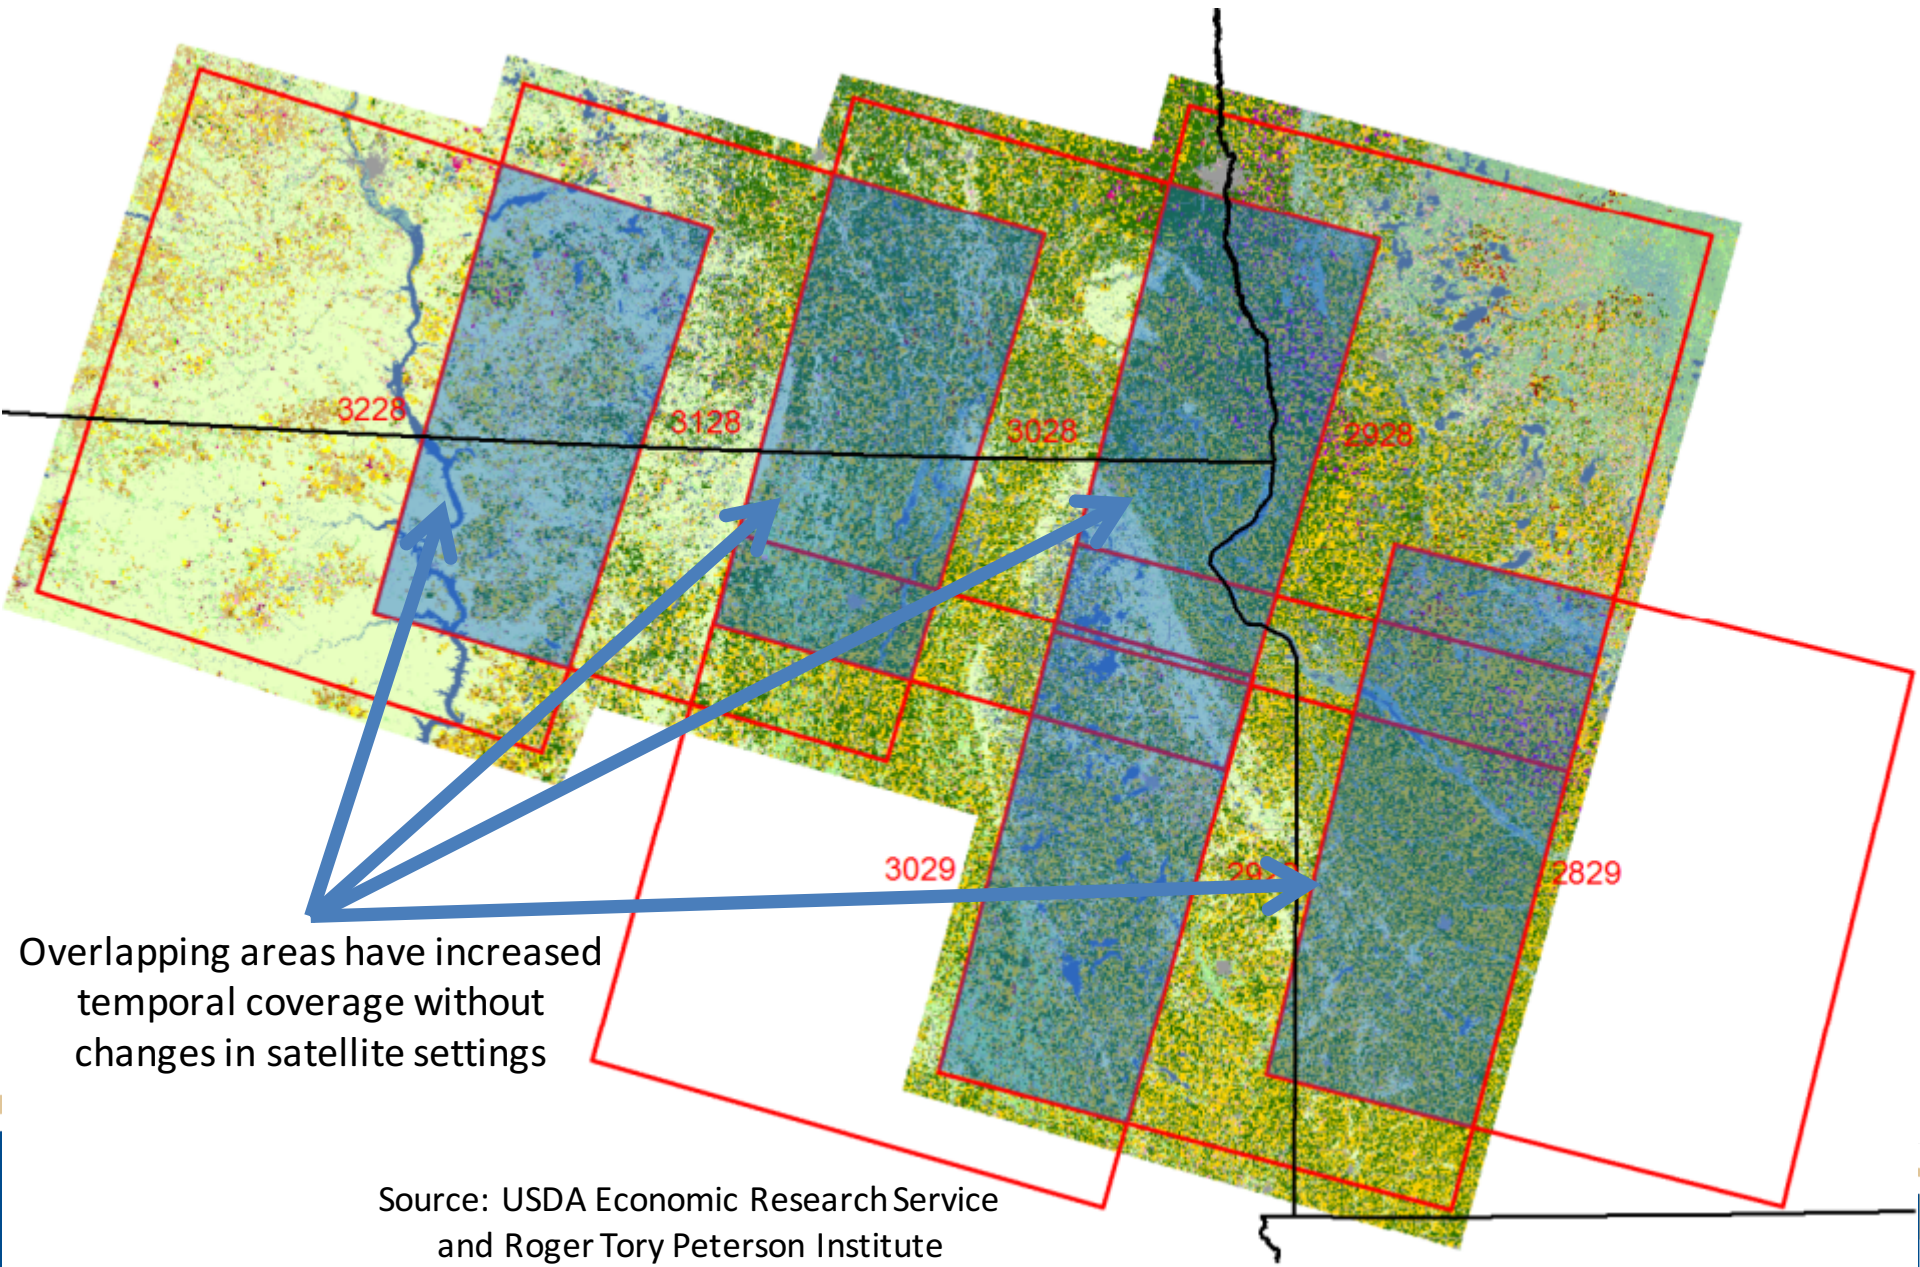 3228
3128
3028
2928
3029
2829
Overlapping areas have increased
temporal coverage without
changes in satellite settings
Source: USDA Economic Research Service
and Roger Tory Peterson Institute